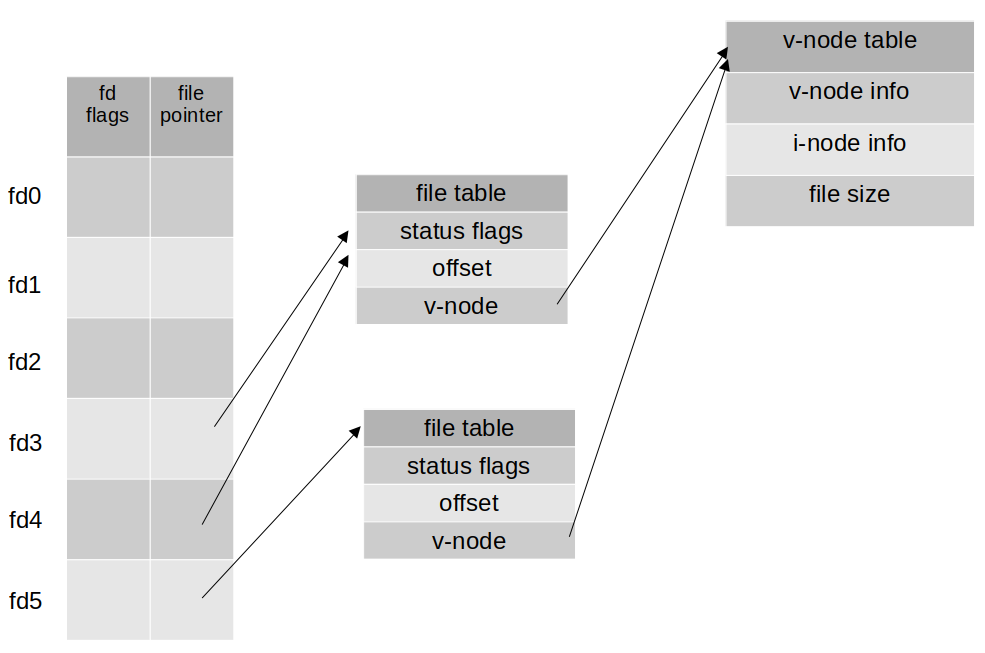 fd
flags
file
pointer
fd0
fd1
fd2
fd3
fd4
fd5
file table
status flags
offset
v-node
file table
status flags
offset
v-node
v-node table
v-node info
i-node info
file size